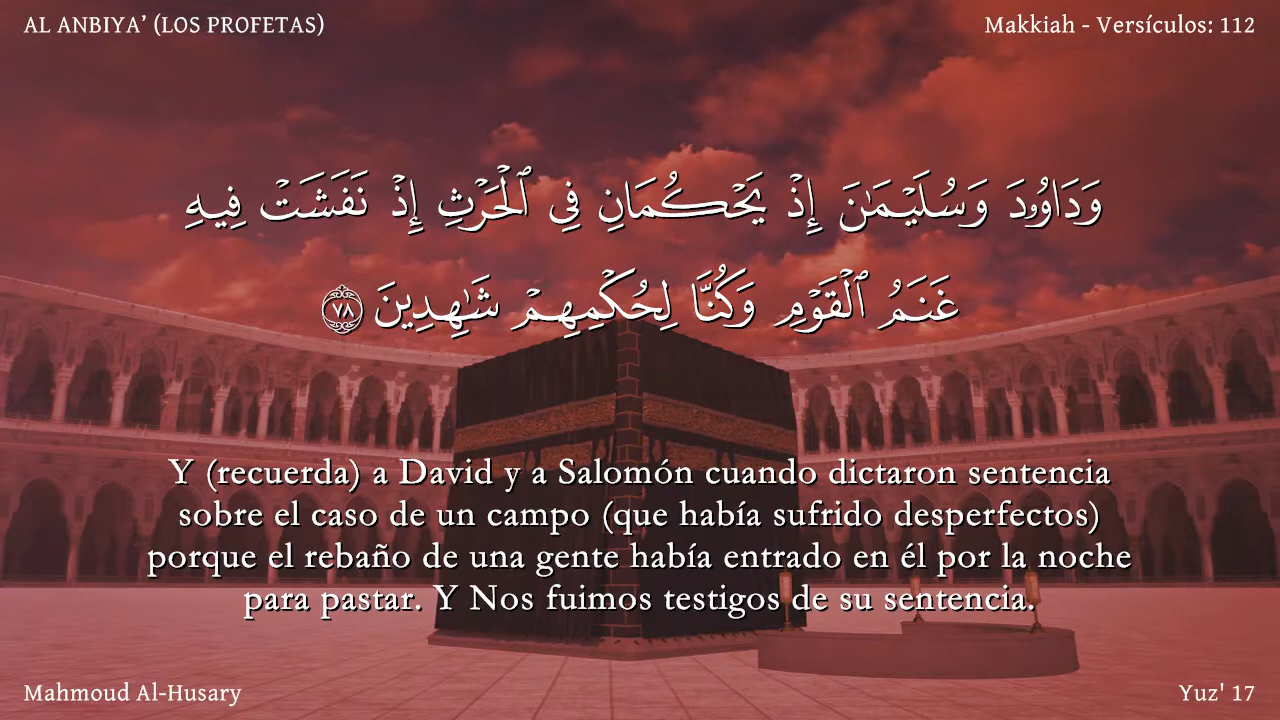 AL ANBIYA’ (LOS PROFETAS)
Makkiah - Versículos: 112
وَدَاوُۥدَ وَسُلَيْمَـٰنَ إِذْ يَحْكُمَانِ فِى ٱلْحَرْثِ إِذْ نَفَشَتْ فِيهِ
غَنَمُ ٱلْقَوْمِ وَكُنَّا لِحُكْمِهِمْ شَـٰهِدِينَ ٧٨
Y (recuerda) a David y a Salomón cuando dictaron sentencia
sobre el caso de un campo (que había sufrido desperfectos)
porque el rebaño de una gente había entrado en él por la noche
para pastar. Y Nos fuimos testigos de su sentencia.
Mahmoud Al-Husary
Yuz' 17